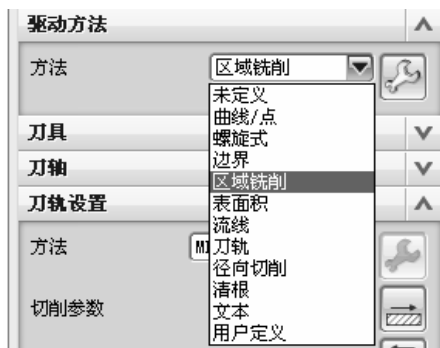 驱动方法
方法 区域铣削
未定义
曲线/点
螺旋式
边界
区域铣削
表面积
流线
刀轨
径向切削
清根
文本
用户定义
刀具
刀轴
刀轨设置
方法
切削参数